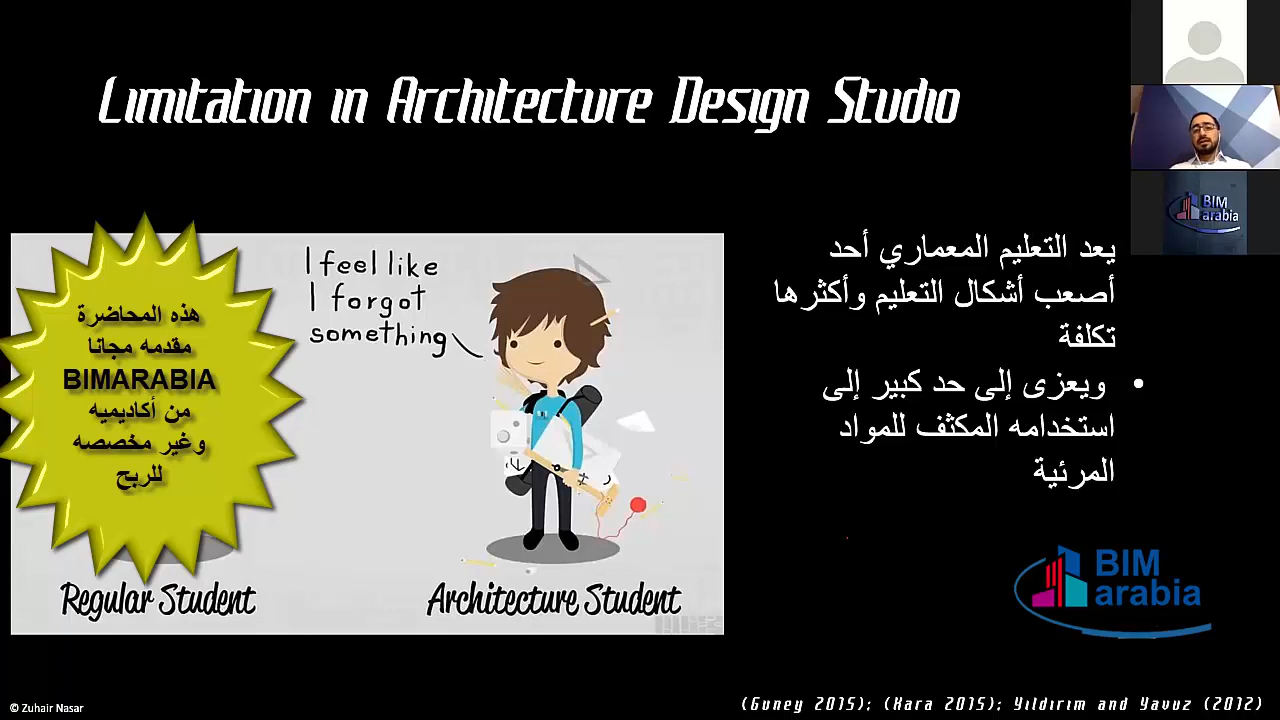 Limitation in Architecture Design Studio
BIM
arabia
يعد التعليم المعماري أحد
أصعب أشكال التعليم وأكثرها
تكلفة
• ويعزى إلى حد كبير إلى
استخدامه المكثف للمواد
المرئية
I feel like
I forgot
something
هذه المحاضرة
مقدمه مجانا
BIMARABIA
من أكاديميه
وغير مخصصه
للربح
Regular Student
Architecture Student
BIM
arabia
© Zuhair Nasar
(Guney 2015); (Kara 2015); Yıldırım and Yavuz (2012)